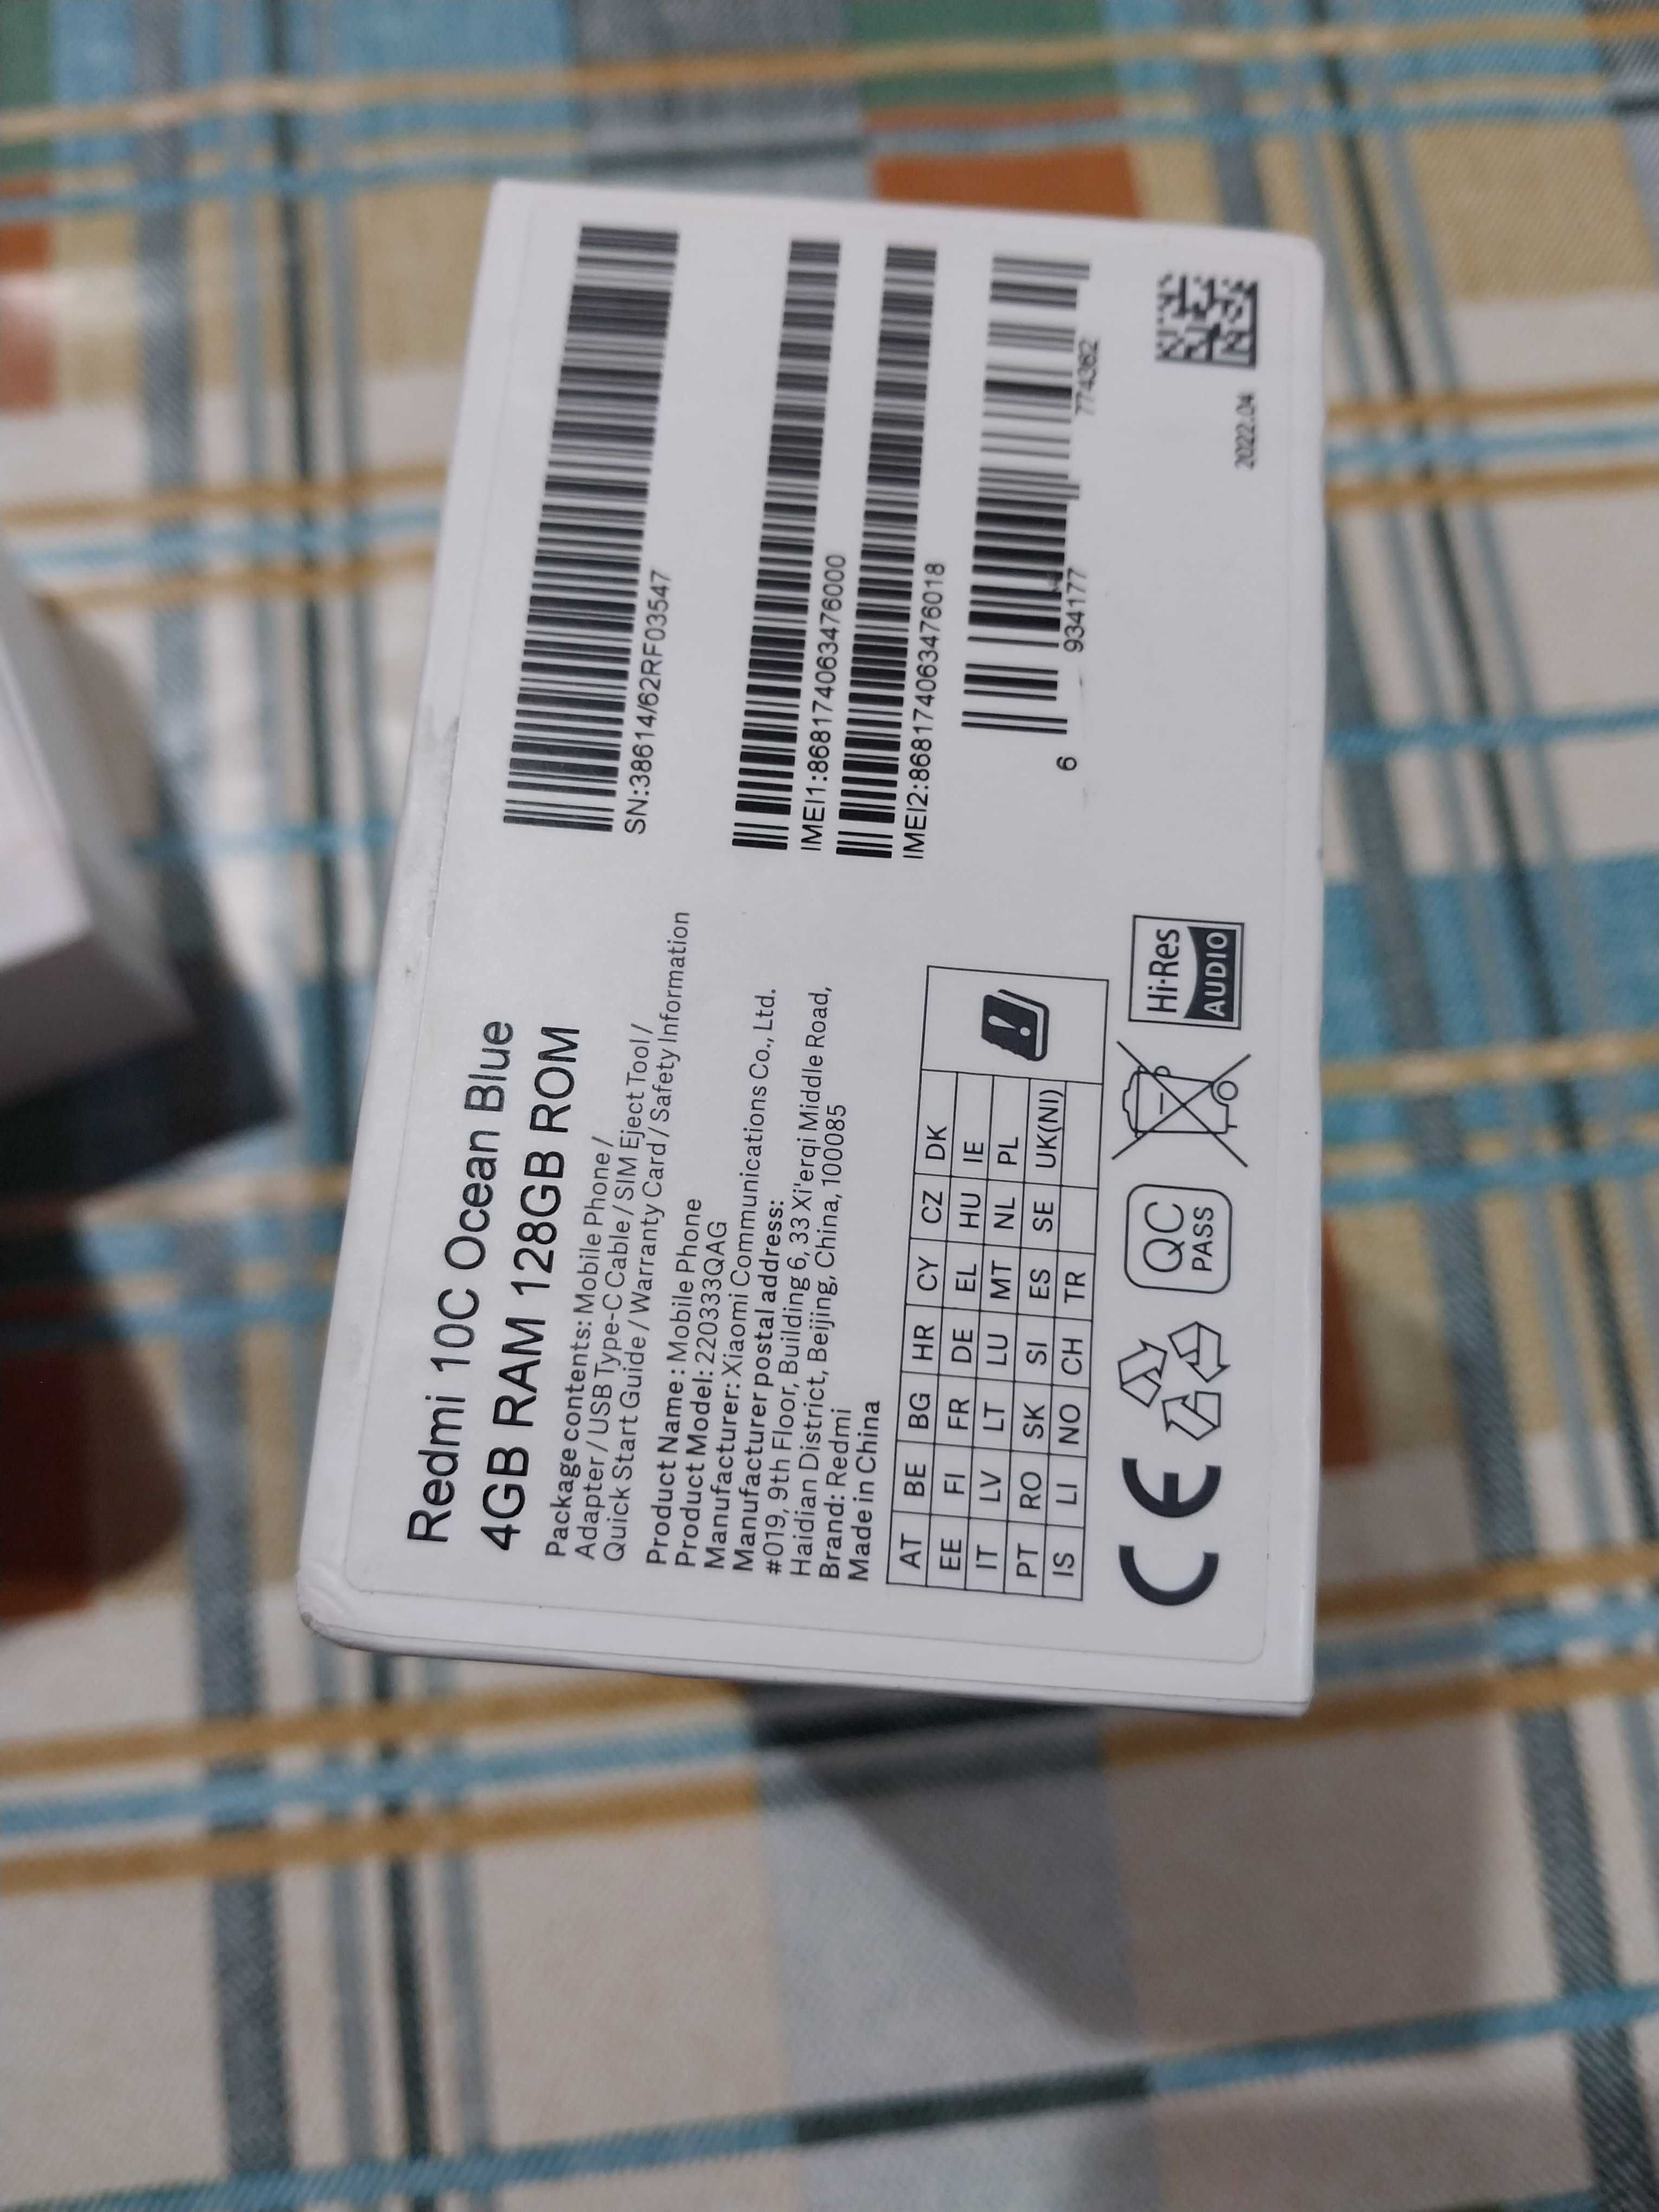 Redmi 10C Ocean Blue
4GB RAM 128GB ROM
Package contents: Mobile Phone /
Adapter / USB Type-C Cable / SIM Eject Tool /
Quick Start Guide / Warranty Card / Safety Information
Product Name : Mobile Phone
Product Model: 220333QAG
Manufacturer: Xiaomi Communications Co., Ltd.
Manufacturer postal address:
#019, 9th Floor, Building 6, 33 Xi'erqi Middle Road,
Haidian District, Beijing, China, 100085
Brand: Redmi
Made in China
AT BE BG HR CY CZ DK
EE FI FR DE EL HU IE
IT LV LT LU MT NL PL
PT RO SK SI ES SE UK(NI)
IS LI NO CH TR
CE
QC
PASS
Hi-Res
AUDIO
SN:38614/62RF03547
IMEI1:868174063476000
IMEI2:868174063476018
6 934177 774362
2022.04